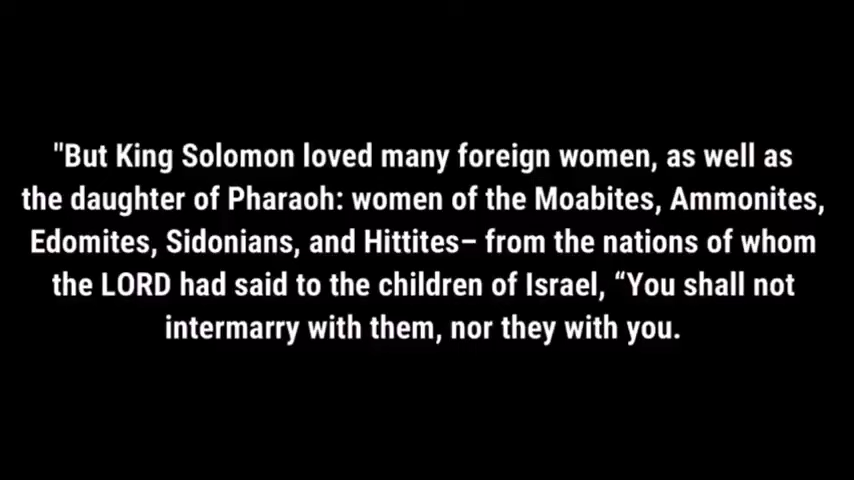 "But King Solomon loved many foreign women, as well as
the daughter of Pharaoh: women of the Moabites, Ammonites,
Edomites, Sidonians, and Hittites– from the nations of whom
the LORD had said to the children of Israel, “You shall not
intermarry with them, nor they with you.